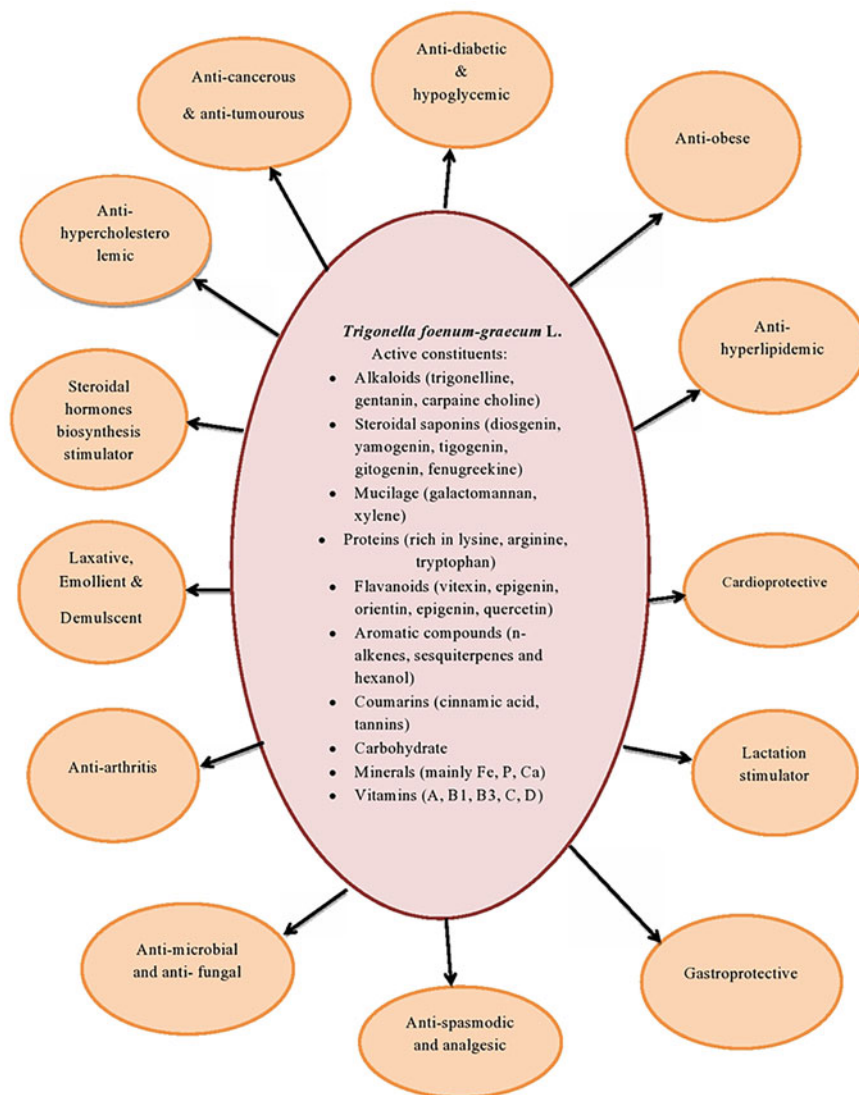 Anti-diabetic
&
hypoglycemic
Anti-cancerous
& anti-tumourous
Anti-obese
Anti-
hypercholestero
lemic
Anti-
hyperlipidemic
Steroidal
hormones
biosynthesis
stimulator
Laxative,
Emollient &
Demulscent
Cardioprotective
Anti-arthritis
Lactation
stimulator
Anti-microbial
and anti- fungal
Gastroprotective
Anti-spasmodic
and analgesic
Trigonella foenum-graecum L.
Active constituents:
• Alkaloids (trigonelline,
gentanin, carpaine choline)
• Steroidal saponins (diosgenin,
yamogenin, tigogenin,
gitogenin, fenugreekine)
• Mucilage (galactomannan,
xylene)
• Proteins (rich in lysine, arginine,
tryptophan)
• Flavanoids (vitexin, epigenin,
orientin, epigenin, quercetin)
• Aromatic compounds (n-
alkenes, sesquiterpenes and
hexanol)
• Coumarins (cinnamic acid,
tannins)
• Carbohydrate
• Minerals (mainly Fe, P, Ca)
• Vitamins (A, B1, B3, C, D)